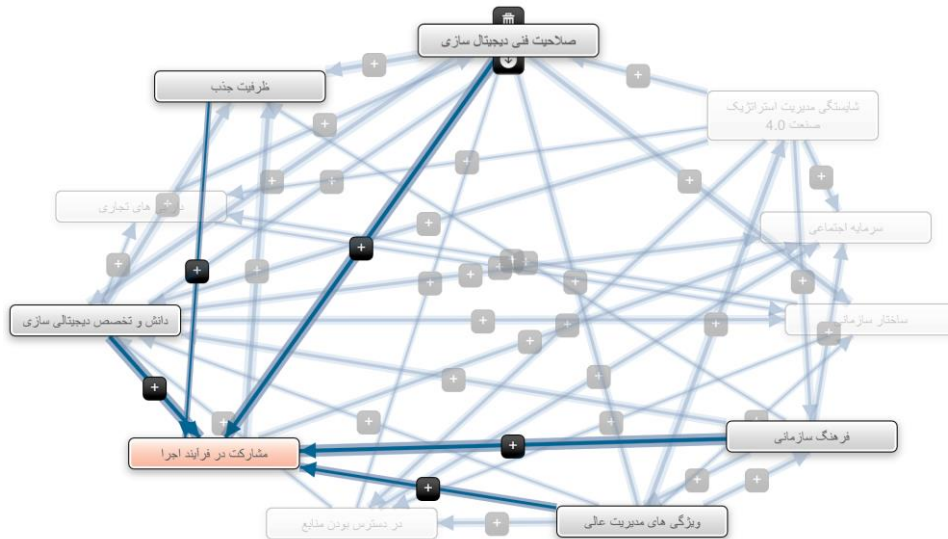 صلاحیت فنی دیجیتال سازی
ظرفیت جذب
شایستگی مدیریت استراتژیک
صنعت 4.0
های تجاری
سرمایه اجتماعی
دانش و تخصص دیجیتالی سازی
ساختار سازمانی
فرهنگ سازمانی
مشارکت در فرآیند اجرا
ویژگی های مدیریت عالی
در دسترس بودن منابع